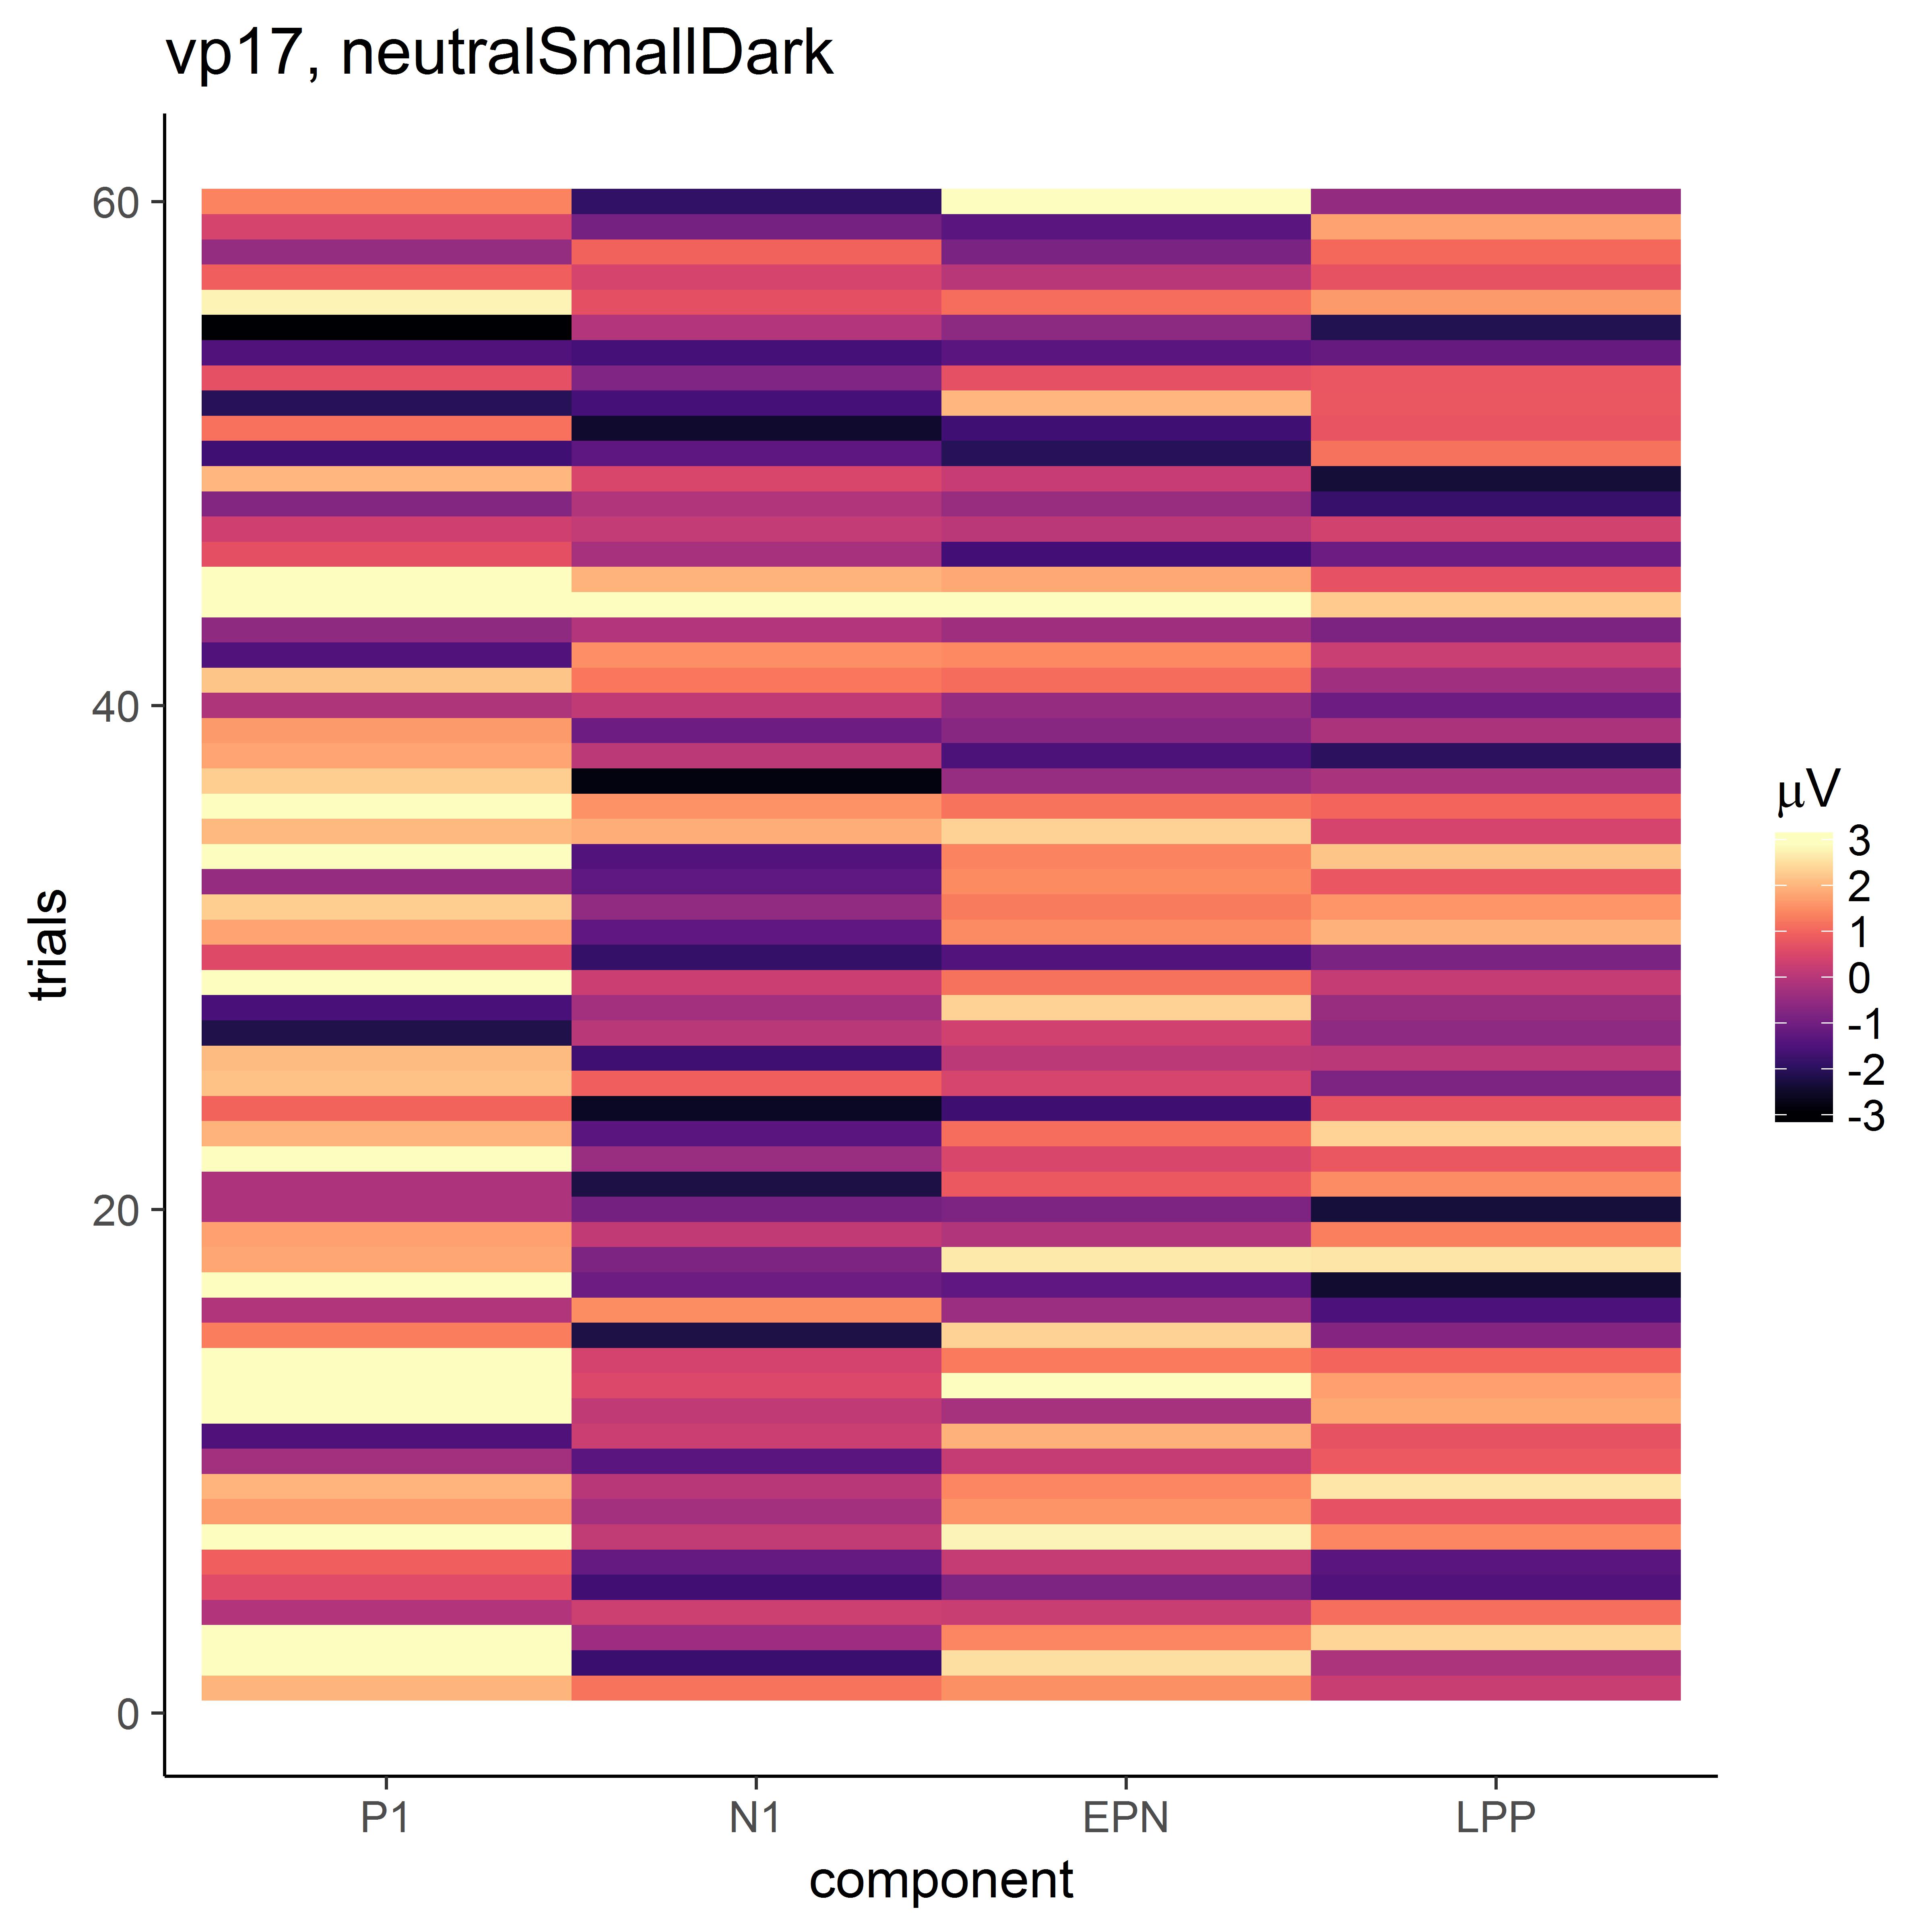 vp17, neutralSmallDark
60
40
20
0
trials
P1 N1 EPN LPP
component
μV
3
2
1
0
-1
-2
-3